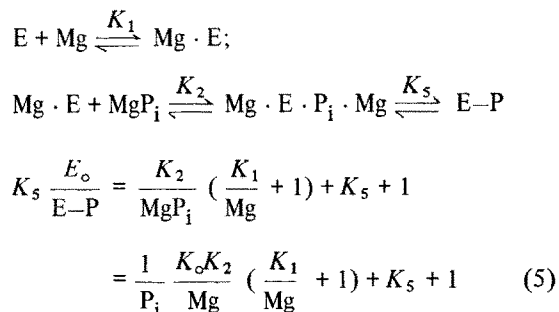 E + Mg ⇌ K₁ Mg · E;
Mg · E + MgPᵢ ⇌ K₂ Mg · E · Pᵢ · Mg ⇌ K₅ E–P
K₅ E₀/E–P = K₂/MgPᵢ ( K₁/Mg + 1) + K₅ + 1
= 1/Pᵢ K₀K₂/Mg ( K₁/Mg + 1) + K₅ + 1 (5)